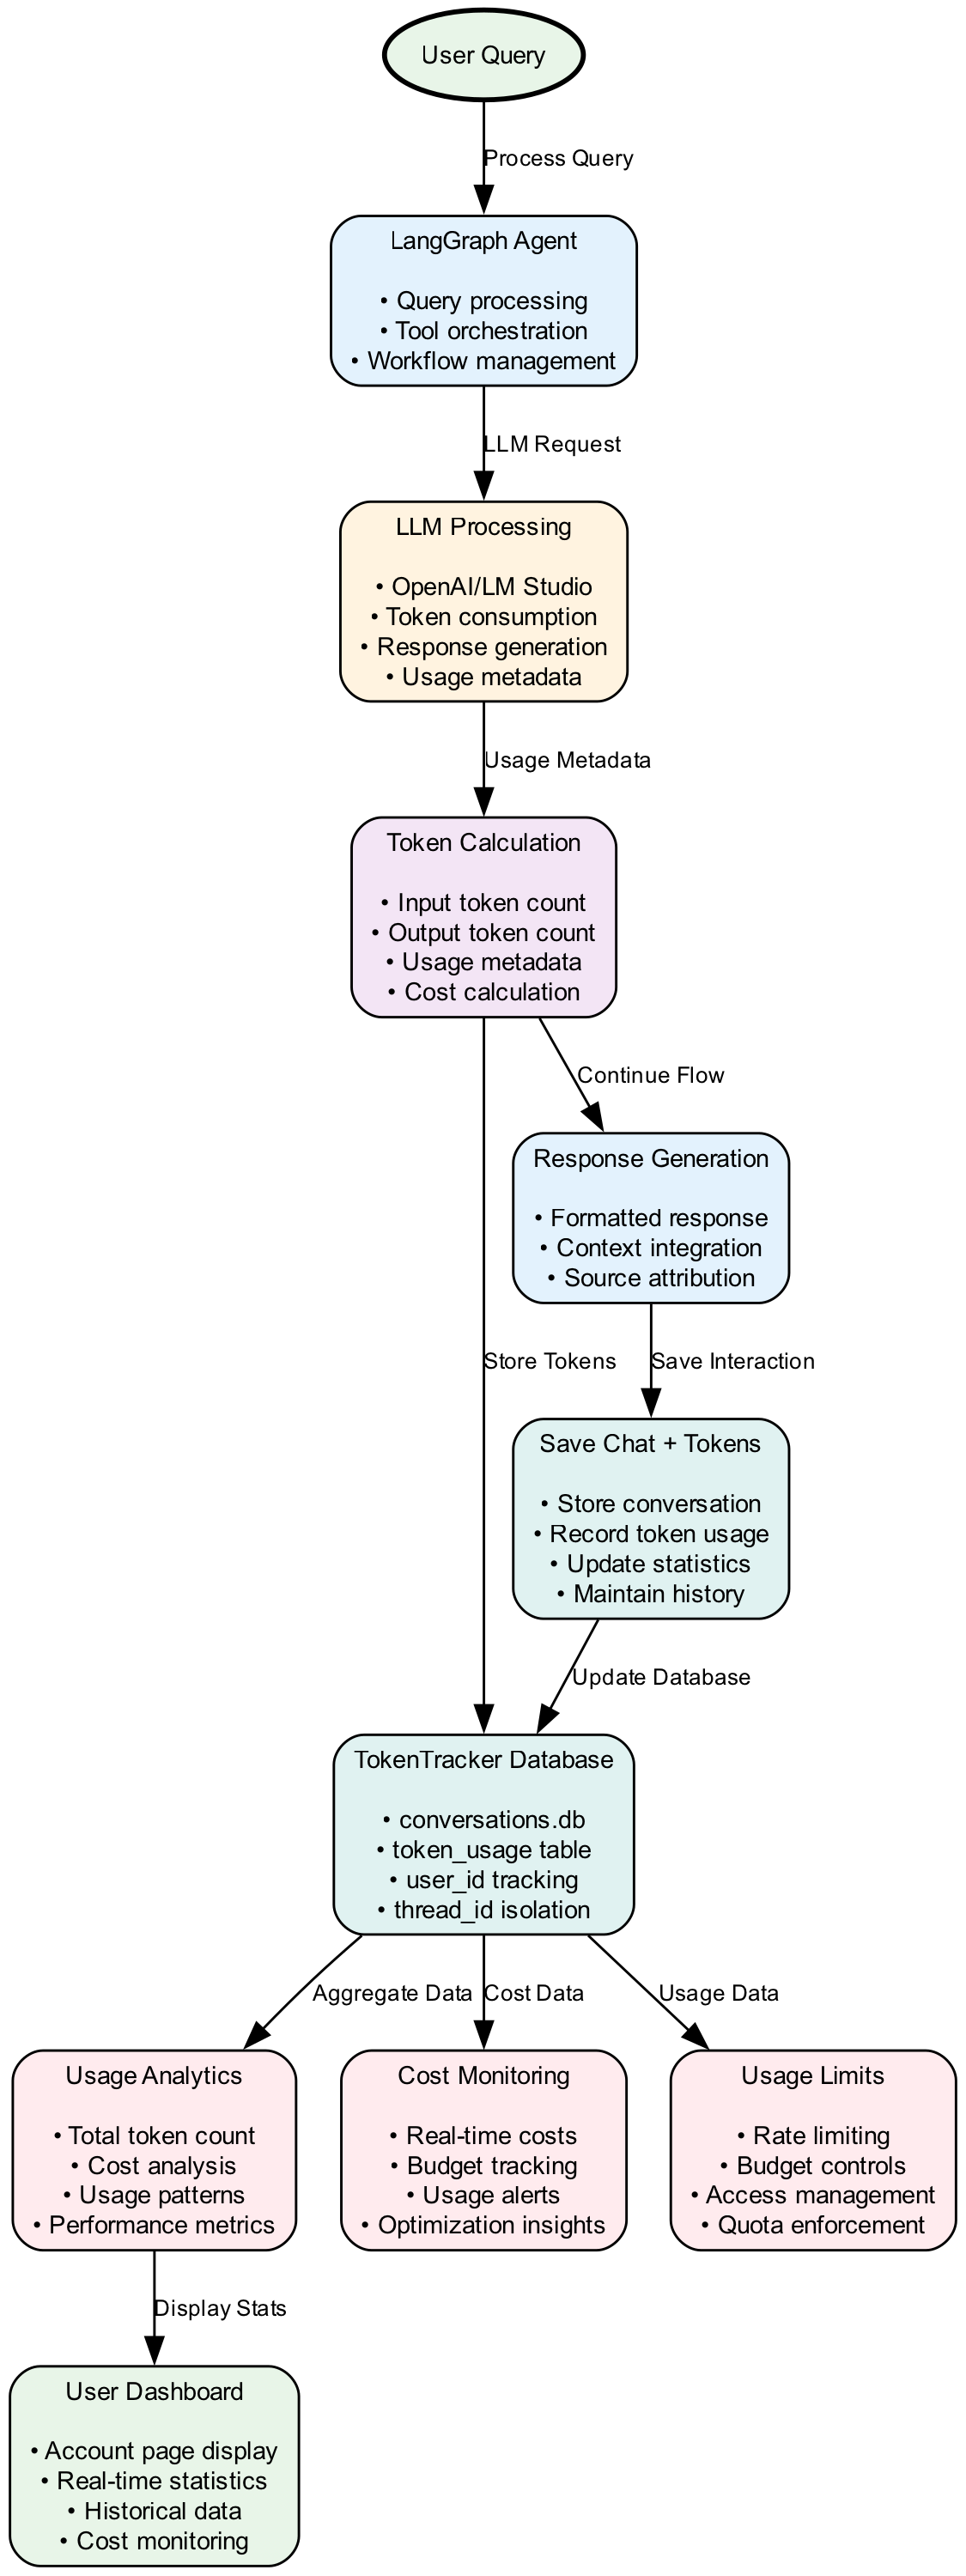 User Query
Process Query
LangGraph Agent
• Query processing
• Tool orchestration
• Workflow management
LLM Request
LLM Processing
• OpenAI/LM Studio
• Token consumption
• Response generation
• Usage metadata
Usage Metadata
Token Calculation
• Input token count
• Output token count
• Usage metadata
• Cost calculation
Continue Flow
Response Generation
• Formatted response
• Context integration
• Source attribution
Store Tokens
Save Interaction
Save Chat + Tokens
• Store conversation
• Record token usage
• Update statistics
• Maintain history
Update Database
TokenTracker Database
• conversations.db
• token_usage table
• user_id tracking
• thread_id isolation
Aggregate Data
Cost Data
Usage Data
Usage Analytics
• Total token count
• Cost analysis
• Usage patterns
• Performance metrics
Cost Monitoring
• Real-time costs
• Budget tracking
• Usage alerts
• Optimization insights
Usage Limits
• Rate limiting
• Budget controls
• Access management
• Quota enforcement
Display Stats
User Dashboard
• Account page display
• Real-time statistics
• Historical data
• Cost monitoring